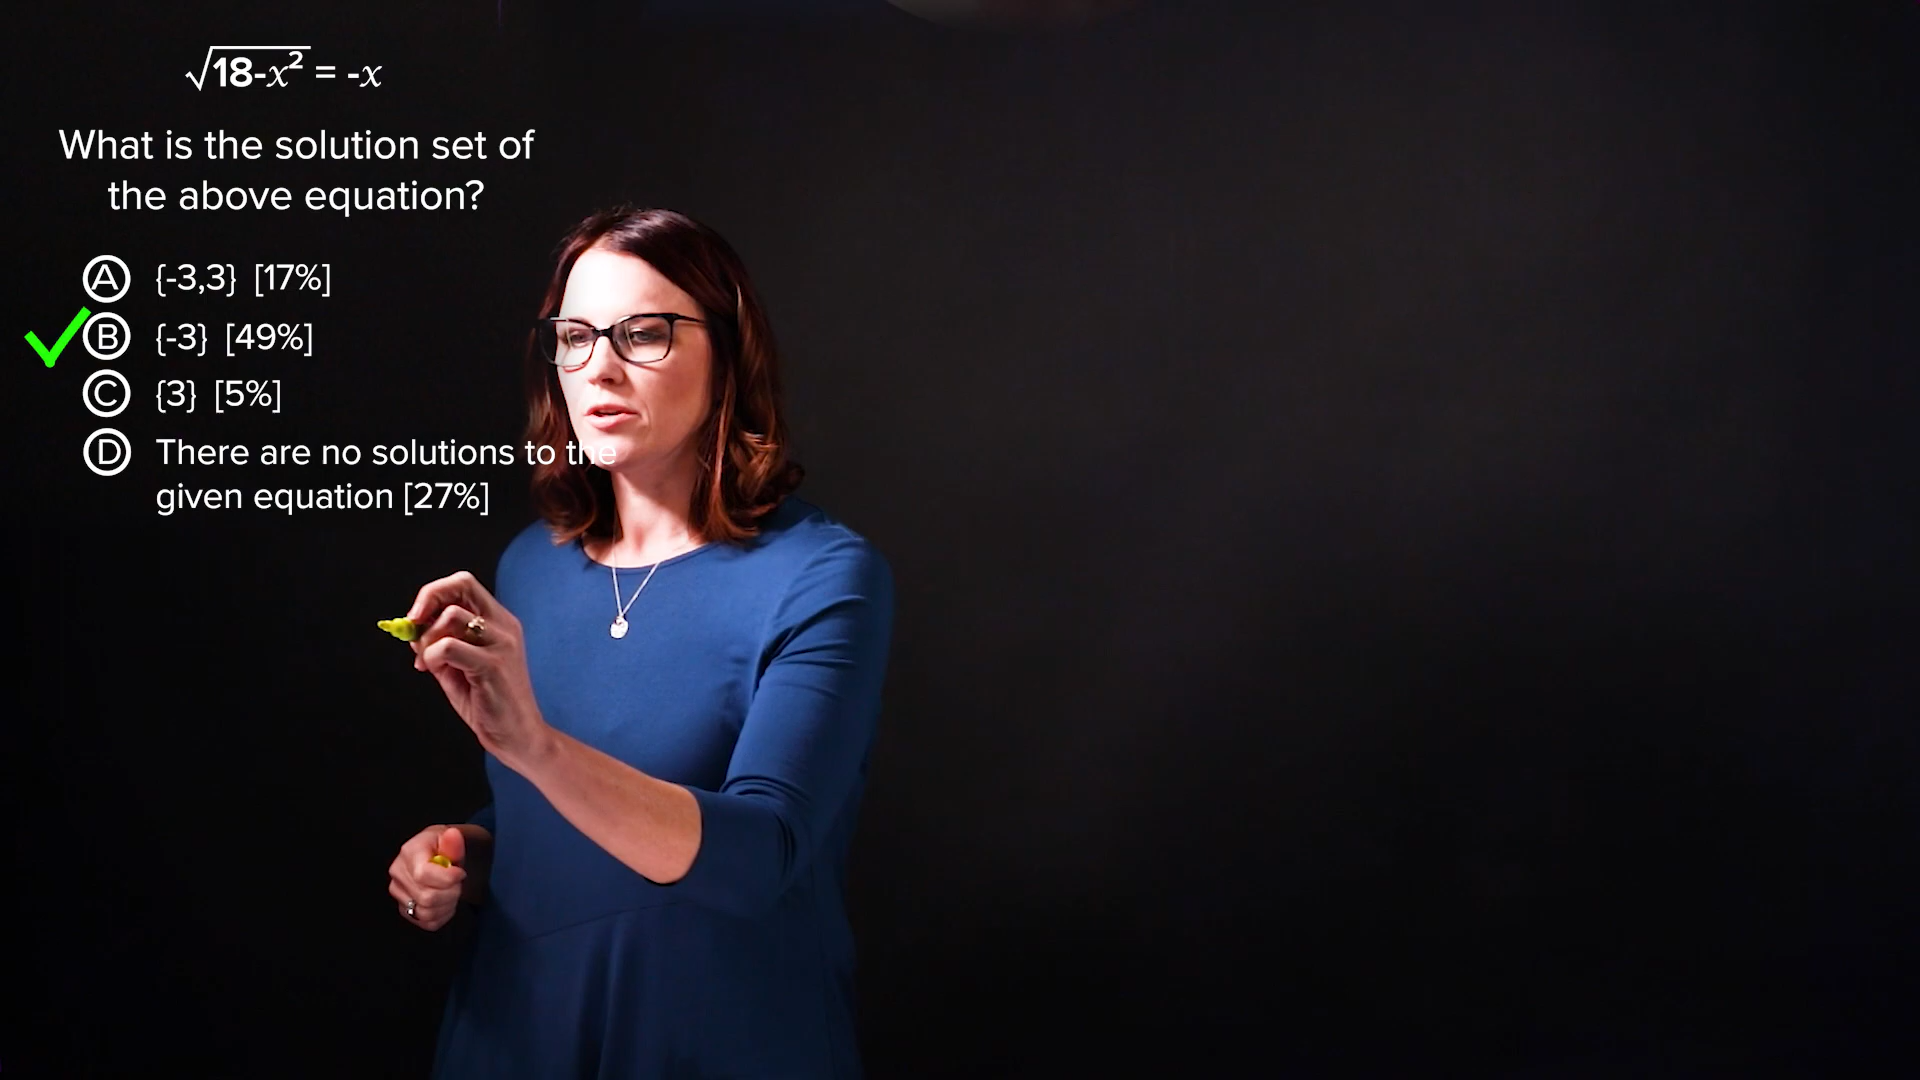 √18-x² = -x
What is the solution set of
the above equation?
A {-3,3} [17%]
B {-3} [49%]
C {3} [5%]
D There are no solutions to the
given equation [27%]